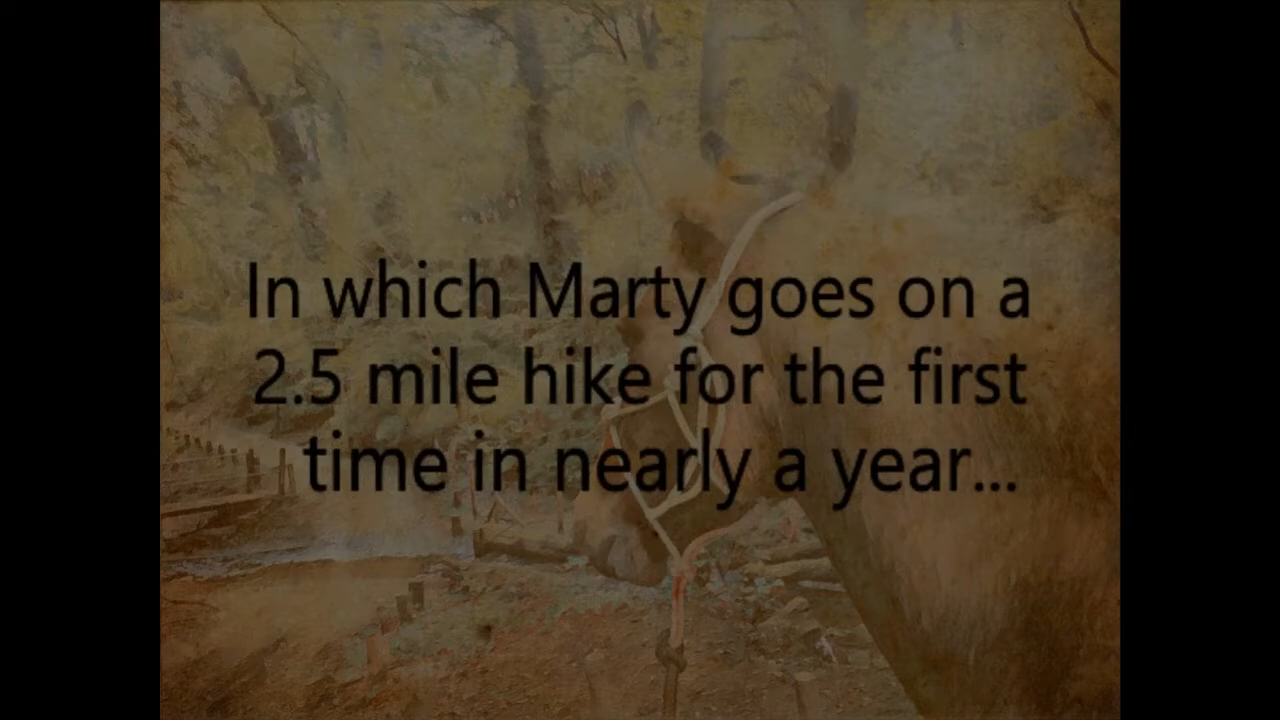 In which Marty goes on a
2.5 mile hike for the first
time in nearly a year...